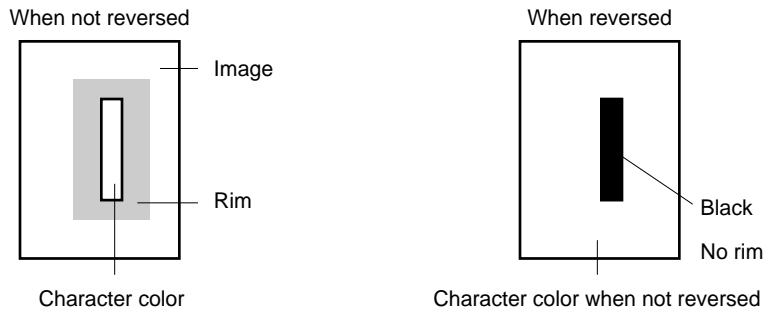 When not reversed
Image
Rim
Character color
When reversed
Black
No rim
Character color when not reversed